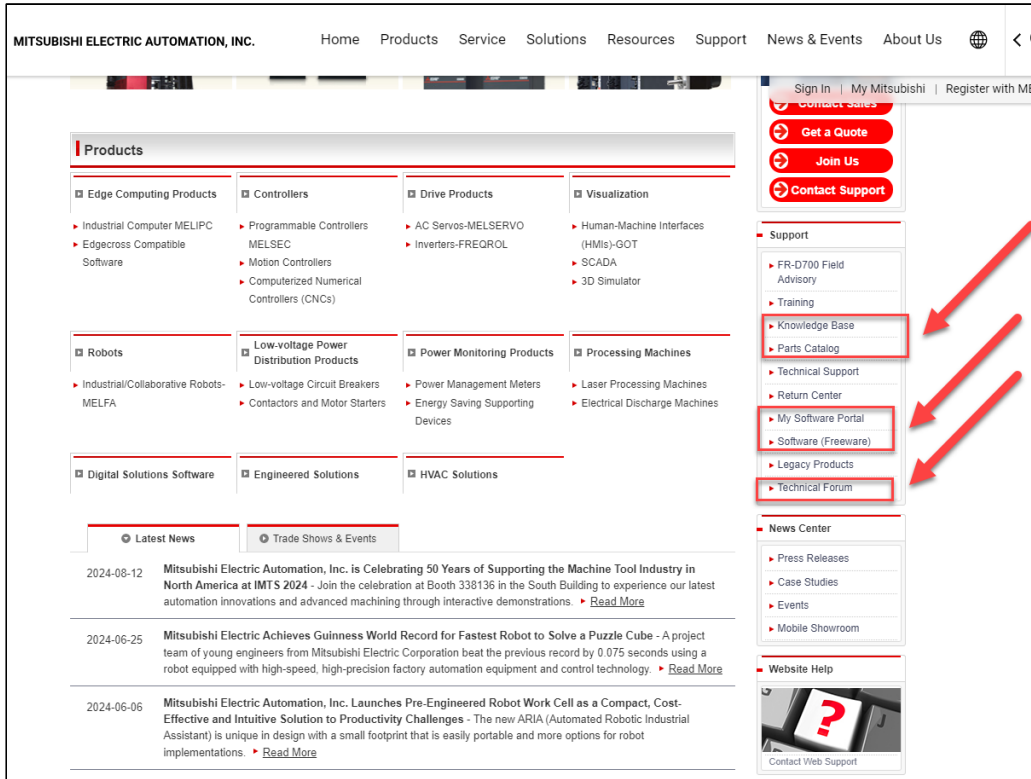 MITSUBISHI ELECTRIC AUTOMATION, INC.
Home Products Service Solutions Resources Support News & Events About Us
Sign In | My Mitsubishi | Register with
Contact Sales
Get a Quote
Join Us
Contact Support
Products
Edge Computing Products
Industrial Computer MELIPC
Edgecross Compatible
Software
Controllers
Programmable Controllers
MELSEC
Motion Controllers
Computerized Numerical
Controllers (CNCs)
Drive Products
AC Servos-MELSERVO
Inverters-FREQROL
Visualization
Human-Machine Interfaces
(HMIs)-GOT
SCADA
3D Simulator
Robots
Industrial/Collaborative Robots-
MELFA
Low-voltage Power
Distribution Products
Low-voltage Circuit Breakers
Contactors and Motor Starters
Power Monitoring Products
Power Management Meters
Energy Saving Supporting
Devices
Processing Machines
Laser Processing Machines
Electrical Discharge Machines
Digital Solutions Software
Engineered Solutions
HVAC Solutions
Latest News
Trade Shows & Events
2024-08-12
Mitsubishi Electric Automation, Inc. is Celebrating 50 Years of Supporting the Machine Tool Industry in
North America at IMTS 2024 - Join the celebration at Booth 338136 in the South Building to experience our latest
automation innovations and advanced machining through interactive demonstrations. Read More
2024-06-25
Mitsubishi Electric Achieves Guinness World Record for Fastest Robot to Solve a Puzzle Cube - A project
team of young engineers from Mitsubishi Electric Corporation beat the previous record by 0.075 seconds using a
robot equipped with high-speed, high-precision factory automation equipment and control technology. Read More
2024-06-06
Mitsubishi Electric Automation, Inc. Launches Pre-Engineered Robot Work Cell as a Compact, Cost-
Effective and Intuitive Solution to Productivity Challenges - The new ARIA (Automated Robotic Industrial
Assistant) is unique in design with a small footprint that is easily portable and more options for robot
implementations. Read More
Support
FR-D700 Field
Advisory
Training
Knowledge Base
Parts Catalog
Technical Support
Return Center
My Software Portal
Software (Freeware)
Legacy Products
Technical Forum
News Center
Press Releases
Case Studies
Events
Mobile Showroom
Website Help
?
Contact Web Support